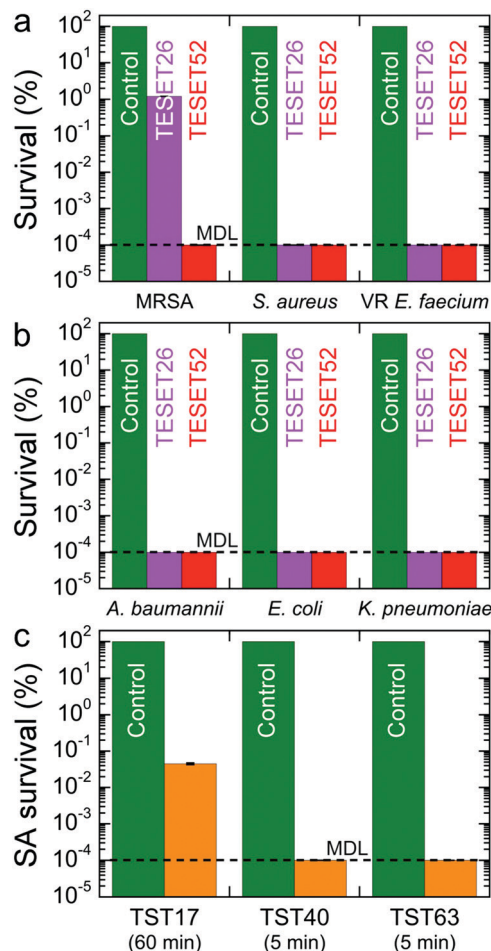 a
Survival (%)
10²
10¹
10⁰
10⁻¹
10⁻²
10⁻³
10⁻⁴
10⁻⁵
Control
TESET26
TESET52
Control
TESET26
TESET52
Control
TESET26
TESET52
MDL
MRSA
S. aureus
VR E. faecium
b
Survival (%)
10²
10¹
10⁰
10⁻¹
10⁻²
10⁻³
10⁻⁴
10⁻⁵
Control
TESET26
TESET52
Control
TESET26
TESET52
Control
TESET26
TESET52
MDL
A. baumannii
E. coli
K. pneumoniae
c
SA survival (%)
10²
10¹
10⁰
10⁻¹
10⁻²
10⁻³
10⁻⁴
10⁻⁵
Control
Control
Control
MDL
TST17
(60 min)
TST40
(5 min)
TST63
(5 min)